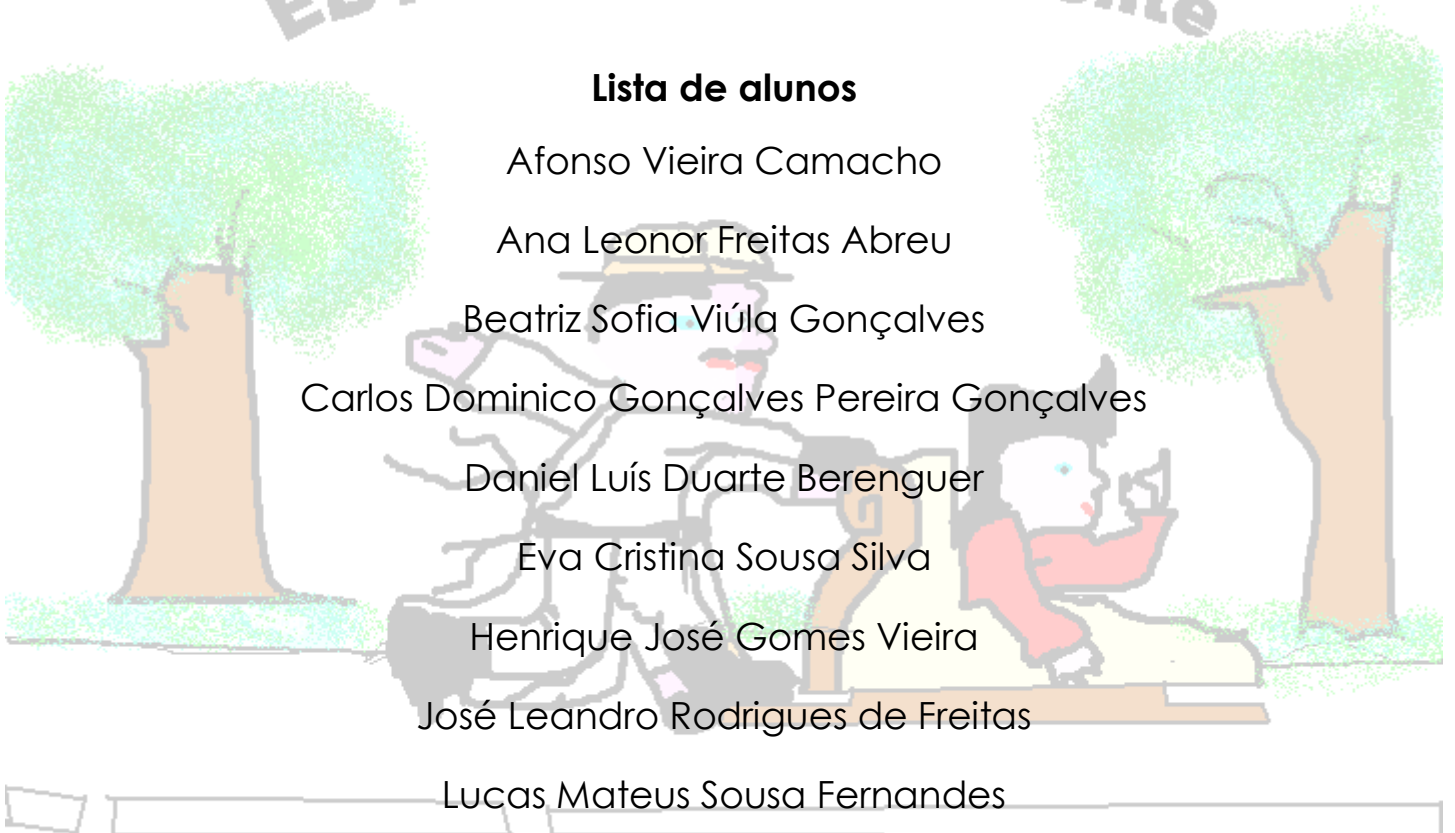 Lista de alunos
Afonso Vieira Camacho
Ana Leonor Freitas Abreu
Beatriz Sofia Viúla Gonçalves
Carlos Dominico Gonçalves Pereira Gonçalves
Daniel Luís Duarte Berenguer
Eva Cristina Sousa Silva
Henrique José Gomes Vieira
José Leandro Rodrigues de Freitas
Lucas Mateus Sousa Fernandes